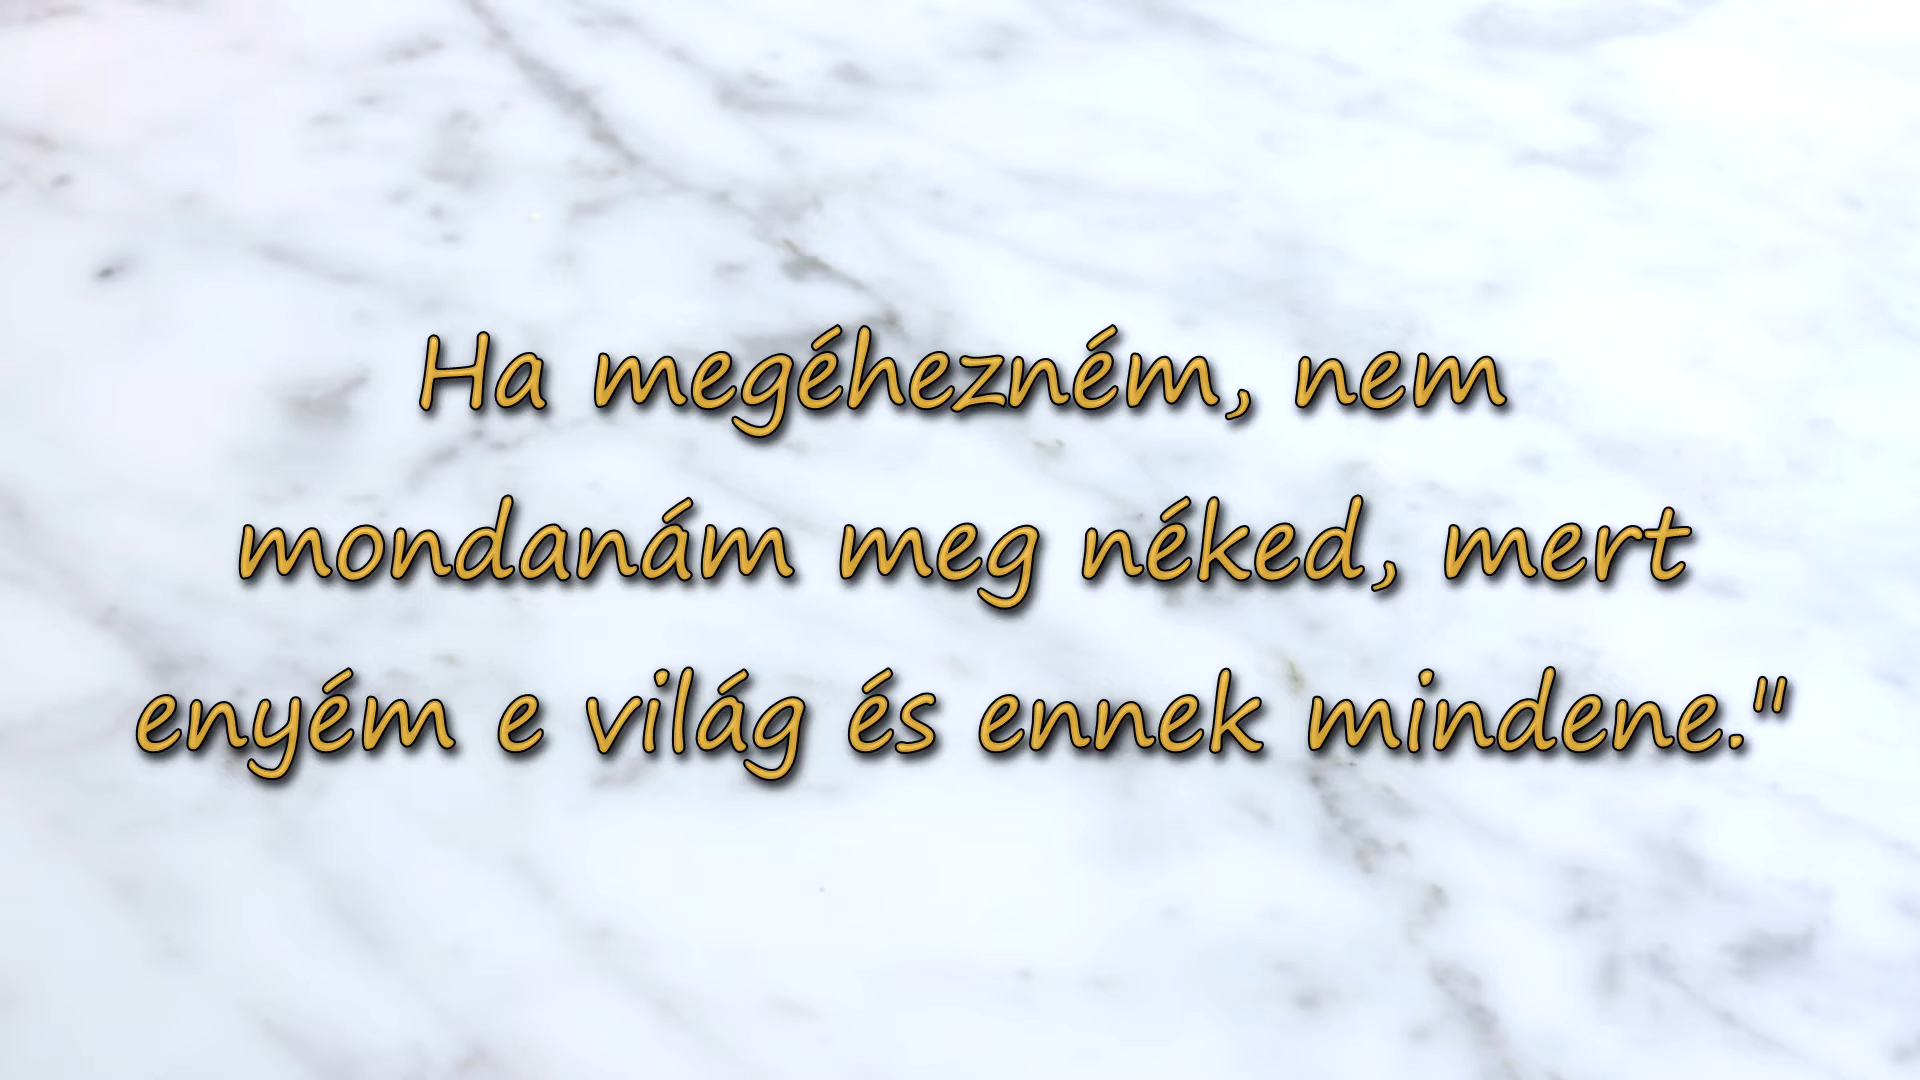 Ha megéhezném, nem
mondanám meg néked, mert
enyém e világ és ennek mindene."